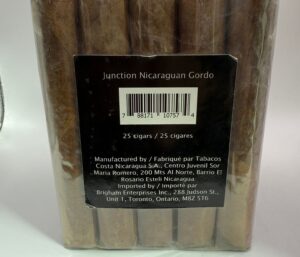 Junction Nicaraguan Gordo
7 98171 10757 4
25 cigars / 25 cigares
Manufactured by / Fabriqué par Tabacos
Costa Nicaragua S.A., Centro Juvenil Sor
Maria Romero, 200 Mts Al Norte, Barrio El
Rosario Esteli Nicaragua.
Imported by / Importé par
Brigham Enterprises Inc., 288 Judson St.,
Unit 1, Toronto, Ontario, M8Z 5T6